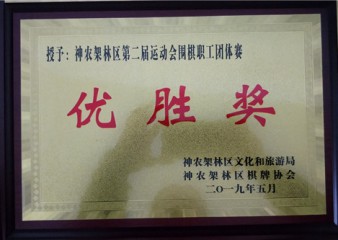 授予：神农架林区第二届运动会围棋职工团体赛
优胜奖
神农架林区文化和旅游局
神农架林区棋牌协会
二〇一九年五月